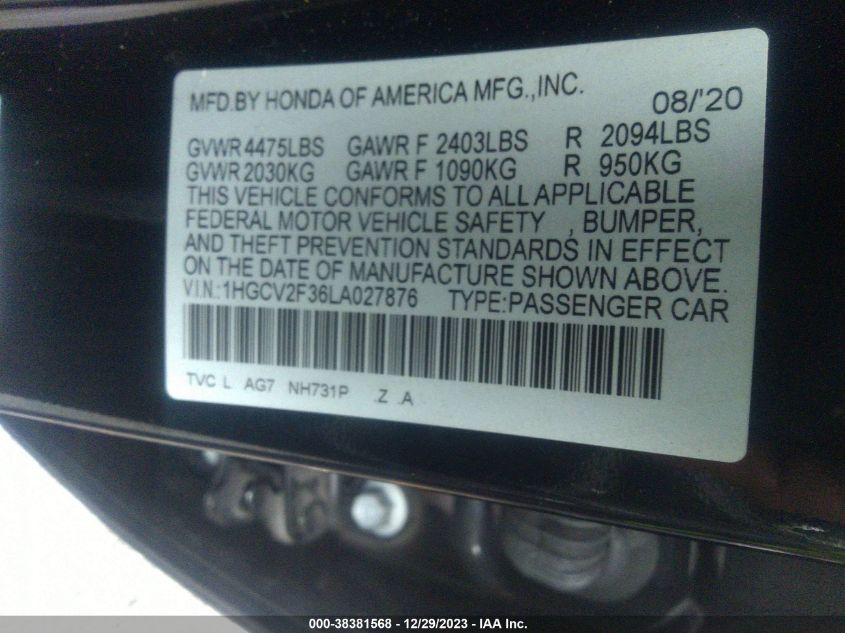 MFD.BY HONDA OF AMERICA MFG.,INC. 08/'20
GVWR 4475LBS GAWR F 2403LBS R 2094LBS
GVWR 2030KG GAWR F 1090KG R 950KG
THIS VEHICLE CONFORMS TO ALL APPLICABLE
FEDERAL MOTOR VEHICLE SAFETY , BUMPER,
AND THEFT PREVENTION STANDARDS IN EFFECT
ON THE DATE OF MANUFACTURE SHOWN ABOVE.
V.I.N.:1HGCV2F36LA027876 TYPE:PASSENGER CAR
TVC L AG7 NH731P .Z .A
000-38381568 - 12/29/2023 - IAA Inc.